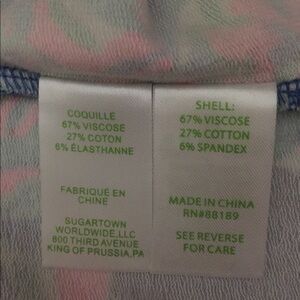 COQUILLE
67% VISCOSE
27% COTON
6% ÉLASTHANNE
FABRIQUÉ EN
CHINE
SUGARTOWN
WORLDWIDE,LLC
800 THIRD AVENUE
KING OF PRUSSIA,PA
SHELL:
67% VISCOSE
27% COTTON
6% SPANDEX
MADE IN CHINA
RN#88189
SEE REVERSE
FOR CARE